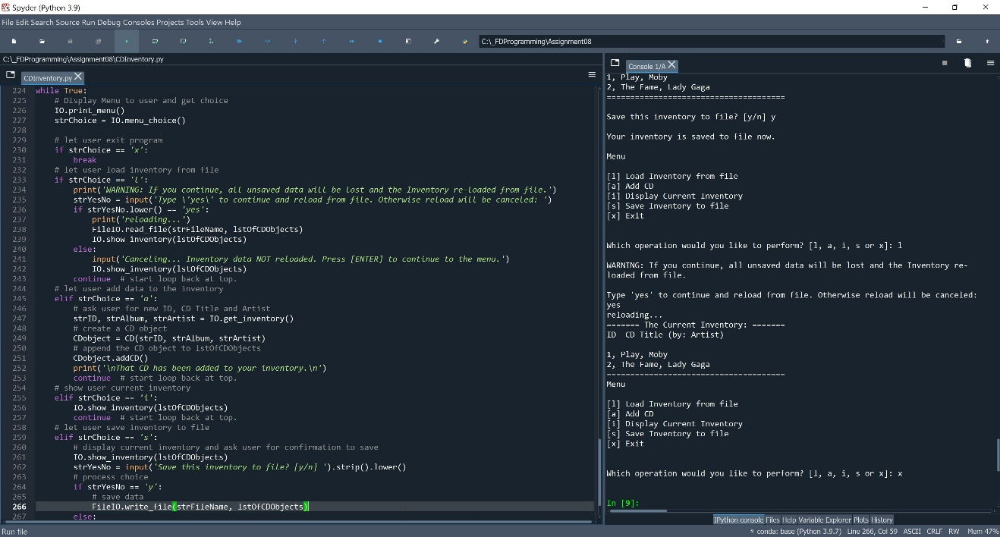 Spyder (Python 3.9)
File Edit Search Source Run Debug Consoles Projects Tools View Help
C:\_FDProgramming\Assignment08
C:\_FDProgramming\Assignment08\CDInventory.py
CDInventory.py
224 while True:
225     # Display Menu to user and get choice
226     IO.print_menu()
227     strChoice = IO.menu_choice()
228
229     # let user exit program
230     if strChoice == 'x':
231         break
232     # let user load inventory from file
233     if strChoice == 'l':
234         print('WARNING: If you continue, all unsaved data will be lost and the Inventory re-loaded from file.')
235         strYesNo = input('Type \'yes\' to continue and reload from file. Otherwise reload will be canceled: ')
236         if strYesNo.lower() == 'yes':
237             print('reloading...')
238             FileIO.read_file(strFileName, lstOfCDObjects)
239             IO.show_inventory(lstOfCDObjects)
240         else:
241             input('Canceling... Inventory data NOT reloaded. Press [ENTER] to continue to the menu.')
242             IO.show_inventory(lstOfCDObjects)
243         continue  # start loop back at top.
244     # let user add data to the inventory
245     elif strChoice == 'a':
246         # ask user for new ID, CD Title and Artist
247         strID, strAlbum, strArtist = IO.get_inventory()
248         # create a CD object
249         CDobject = CD(strID, strAlbum, strArtist)
250         # append the CD object to lstOfCDObjects
251         CDobject.addCD()
252         print('\nThat CD has been added to your inventory.\n')
253         continue  # start loop back at top.
254     # show user current inventory
255     elif strChoice == 'i':
256         IO.show_inventory(lstOfCDObjects)
257         continue  # start loop back at top.
258     # let user save inventory to file
259     elif strChoice == 's':
260         # display current inventory and ask user for confirmation to save
261         IO.show_inventory(lstOfCDObjects)
262         strYesNo = input('Save this inventory to file? [y/n] ').strip().lower()
263         # process choice
264         if strYesNo == 'y':
265             # save data
266             FileIO.write_file(strFileName, lstOfCDObjects)
267         else:
Console 1/A
1, Play, Moby
2, The Fame, Lady Gaga
======================================
Save this inventory to file? [y/n] y
Your inventory is saved to file now.
Menu
[l] Load Inventory from file
[a] Add CD
[i] Display Current Inventory
[s] Save Inventory to file
[x] Exit
Which operation would you like to perform? [l, a, i, s or x]: l
WARNING: If you continue, all unsaved data will be lost and the Inventory re-
loaded from file.
Type 'yes' to continue and reload from file. Otherwise reload will be canceled:
yes
reloading...
======= The Current Inventory: =======
ID  CD Title (by: Artist)
1, Play, Moby
2, The Fame, Lady Gaga
======================================
Menu
[l] Load Inventory from file
[a] Add CD
[i] Display Current Inventory
[s] Save Inventory to file
[x] Exit
Which operation would you like to perform? [l, a, i, s or x]: x
In [9]:
IPython console Files Help Variable Explorer Plots History
Run file
conda: base (Python 3.9.7) Line 266, Col 59 ASCII CRLF RW Mem 47%